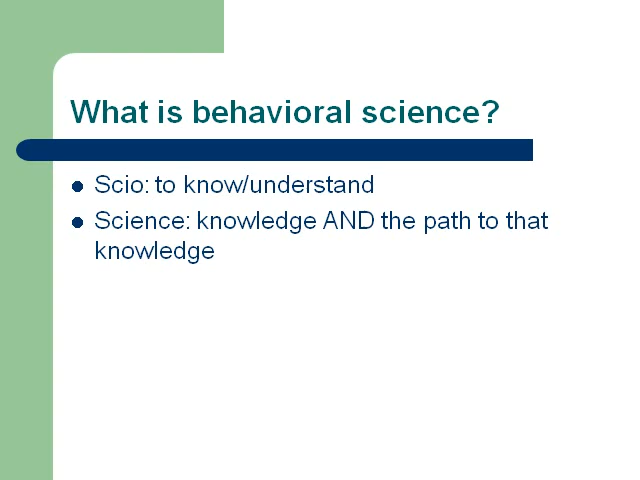 What is behavioral science?
Scio: to know/understand
Science: knowledge AND the path to that
knowledge